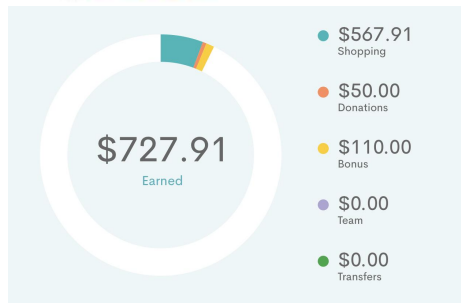 $727.91
Earned
$567.91
Shopping
$50.00
Donations
$110.00
Bonus
$0.00
Team
$0.00
Transfers